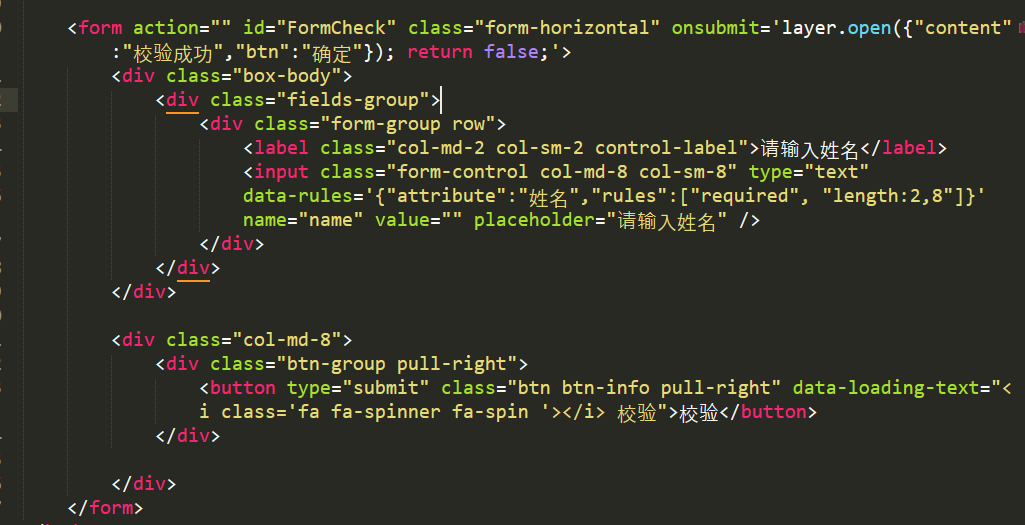 <form action="" id="FormCheck" class="form-horizontal" onsubmit='layer.open({"content"
:"校验成功","btn":"确定"}); return false;'>
<div class="box-body">
<div class="fields-group">
<div class="form-group row">
<label class="col-md-2 col-sm-2 control-label">请输入姓名</label>
<input class="form-control col-md-8 col-sm-8" type="text"
data-rules='{"attribute":"姓名","rules":["required", "length:2,8"]}'
name="name" value="" placeholder="请输入姓名" />
</div>
</div>
</div>
<div class="col-md-8">
<div class="btn-group pull-right">
<button type="submit" class="btn btn-info pull-right" data-loading-text="<
i class='fa fa-spinner fa-spin '></i> 校验">校验</button>
</div>
</div>
</form>